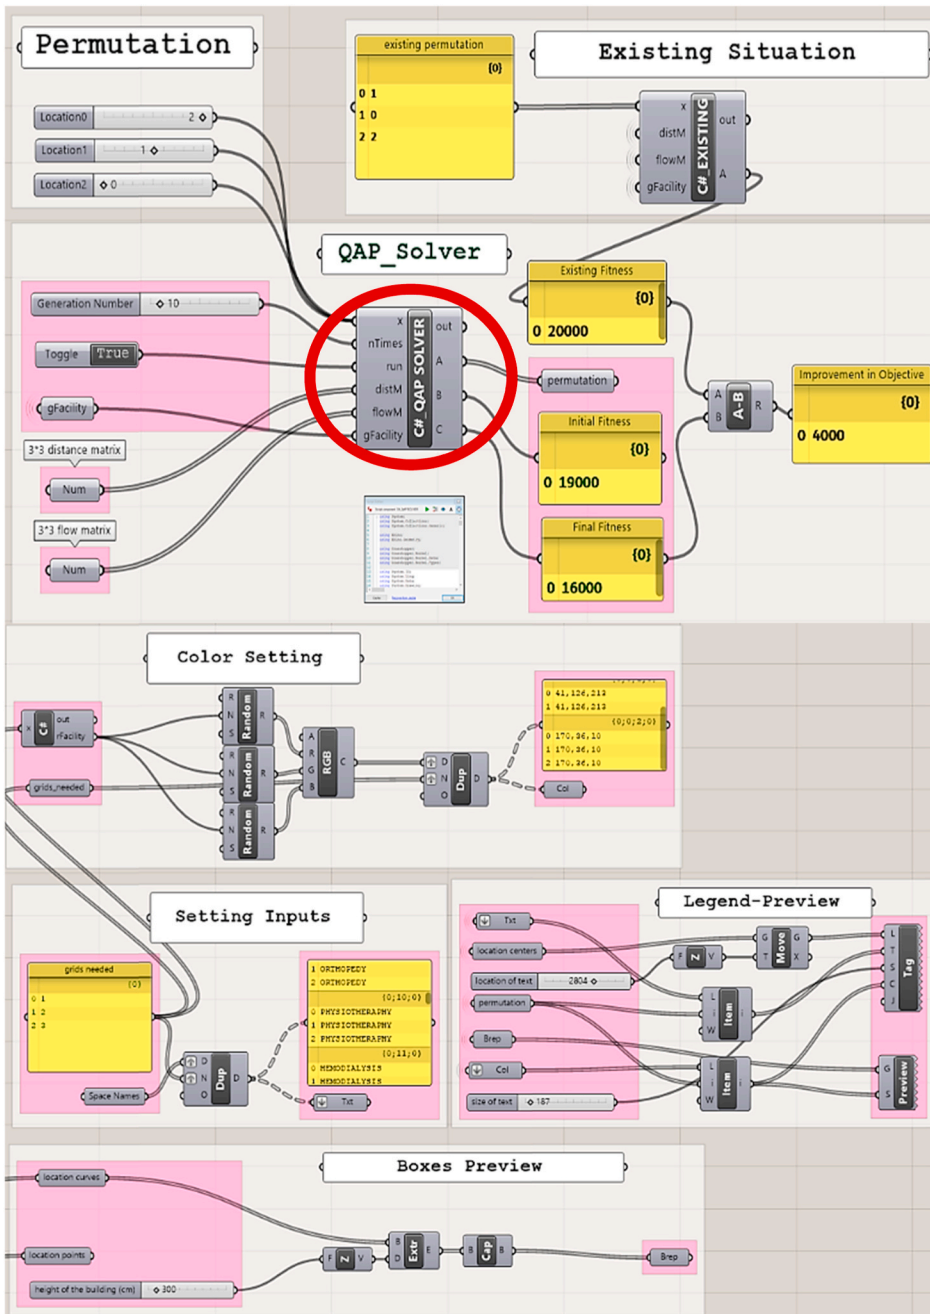 Permutation
Location0 2
Location1 1
Location2 0
existing permutation
{0}
0 1
1 0
2 2
Existing Situation
x
distM
flowM
gFacility
C#_EXISTING
out
A
QAP_Solver
Generation Number 10
Toggle True
gFacility
3*3 distance matrix
Num
3*3 flow matrix
Num
x
nTimes
run
distM
flowM
gFacility
C#_QAP SOLVER
out
A
B
C
Existing Fitness
{0}
0 20000
permutation
Initial Fitness
{0}
0 19000
Final Fitness
{0}
0 16000
A
B
A-B
R
Improvement in Objective
{0}
0 4000
Color Setting
x
C#
out
rFacility
grids_needed
R
N
S
Random
R
R
N
S
Random
R
R
N
S
Random
R
A
R
G
B
RGB
C
D
N
O
Dup
D
0 41,126,213
1 41,126,213
{0;0;2;0}
0 170,36,10
1 170,36,10
2 170,36,10
Col
Setting Inputs
grids needed
{0}
0 1
1 2
2 3
Space Names
D
N
O
Dup
D
1 ORTHOPEDY
2 ORTHOPEDY
{0;10;0}
0 PHYSIOTHERAPHY
1 PHYSIOTHERAPHY
2 PHYSIOTHERAPHY
{0;11;0}
0 HEMODIALYSIS
1 HEMODIALYSIS
Txt
Legend-Preview
Txt
location centers
location of text 2804
permutation
Brep
Col
size of text 187
F
Z
V
G
T
Move
G
X
L
i
W
Item
i
L
i
W
Item
i
L
T
S
C
J
Tag
G
S
Preview
Boxes Preview
location curves
location points
height of the building (cm) 300
F
Z
V
B
D
Extr
E
B
Cap
B
Brep